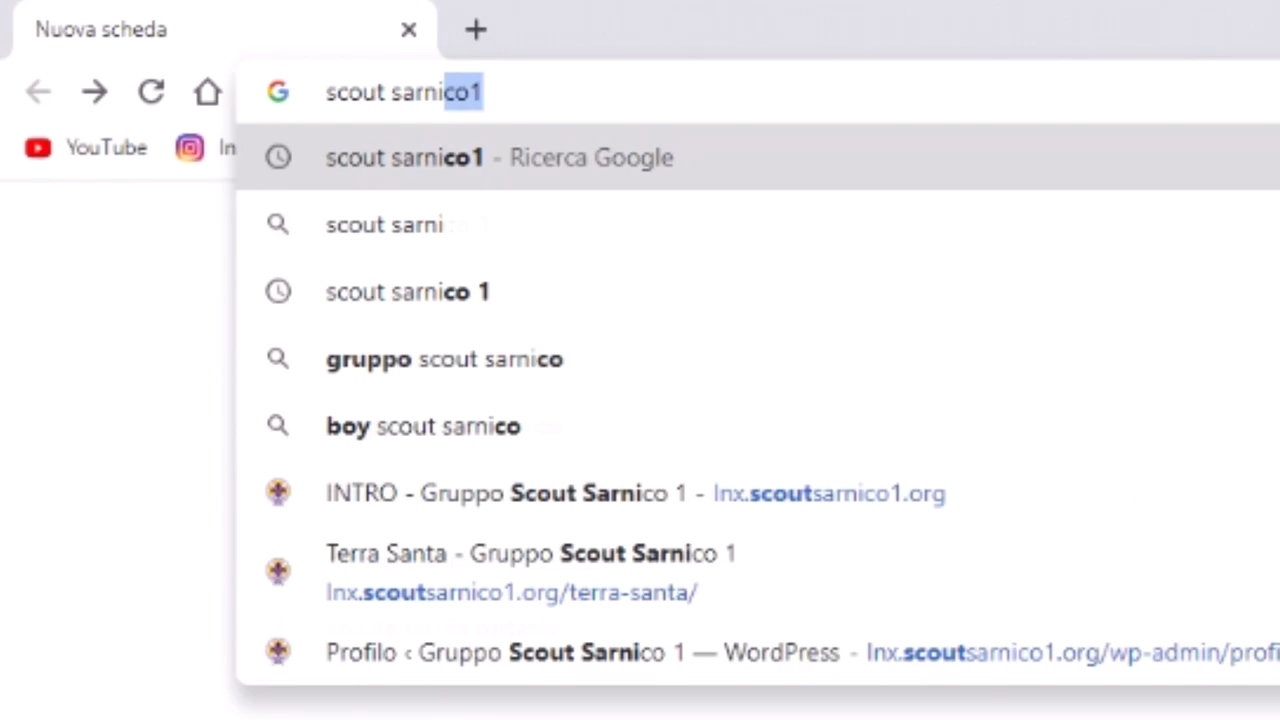 Nuova scheda
scout sarnico1
YouTube In
scout sarnico1 - Ricerca Google
scout sarni
scout sarnico 1
gruppo scout sarnico
boy scout sarnico
INTRO - Gruppo Scout Sarnico 1 - lnx.scoutsarnico1.org
Terra Santa - Gruppo Scout Sarnico 1
lnx.scoutsarnico1.org/terra-santa/
Profilo ‹ Gruppo Scout Sarnico 1 — WordPress - lnx.scoutsarnico1.org/wp-admin/profi